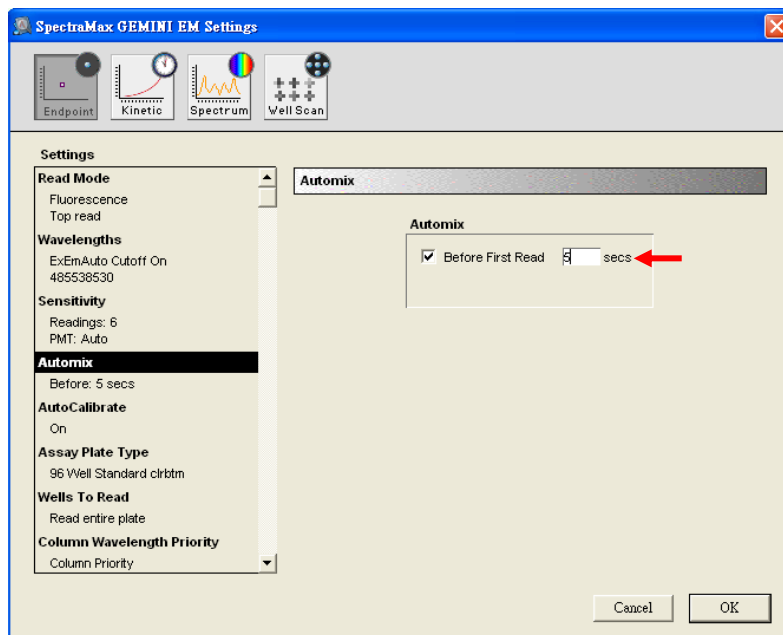 SpectraMax GEMINI EM Settings
Endpoint
Kinetic
Spectrum
Well Scan
Settings
Read Mode
Fluorescence
Top read
Wavelengths
ExEmAuto Cutoff On
485538530
Sensitivity
Readings: 6
PMT: Auto
Automix
Before: 5 secs
AutoCalibrate
On
Assay Plate Type
96 Well Standard clrbtm
Wells To Read
Read entire plate
Column Wavelength Priority
Column Priority
Automix
Automix
Before First Read 5 secs
Cancel
OK